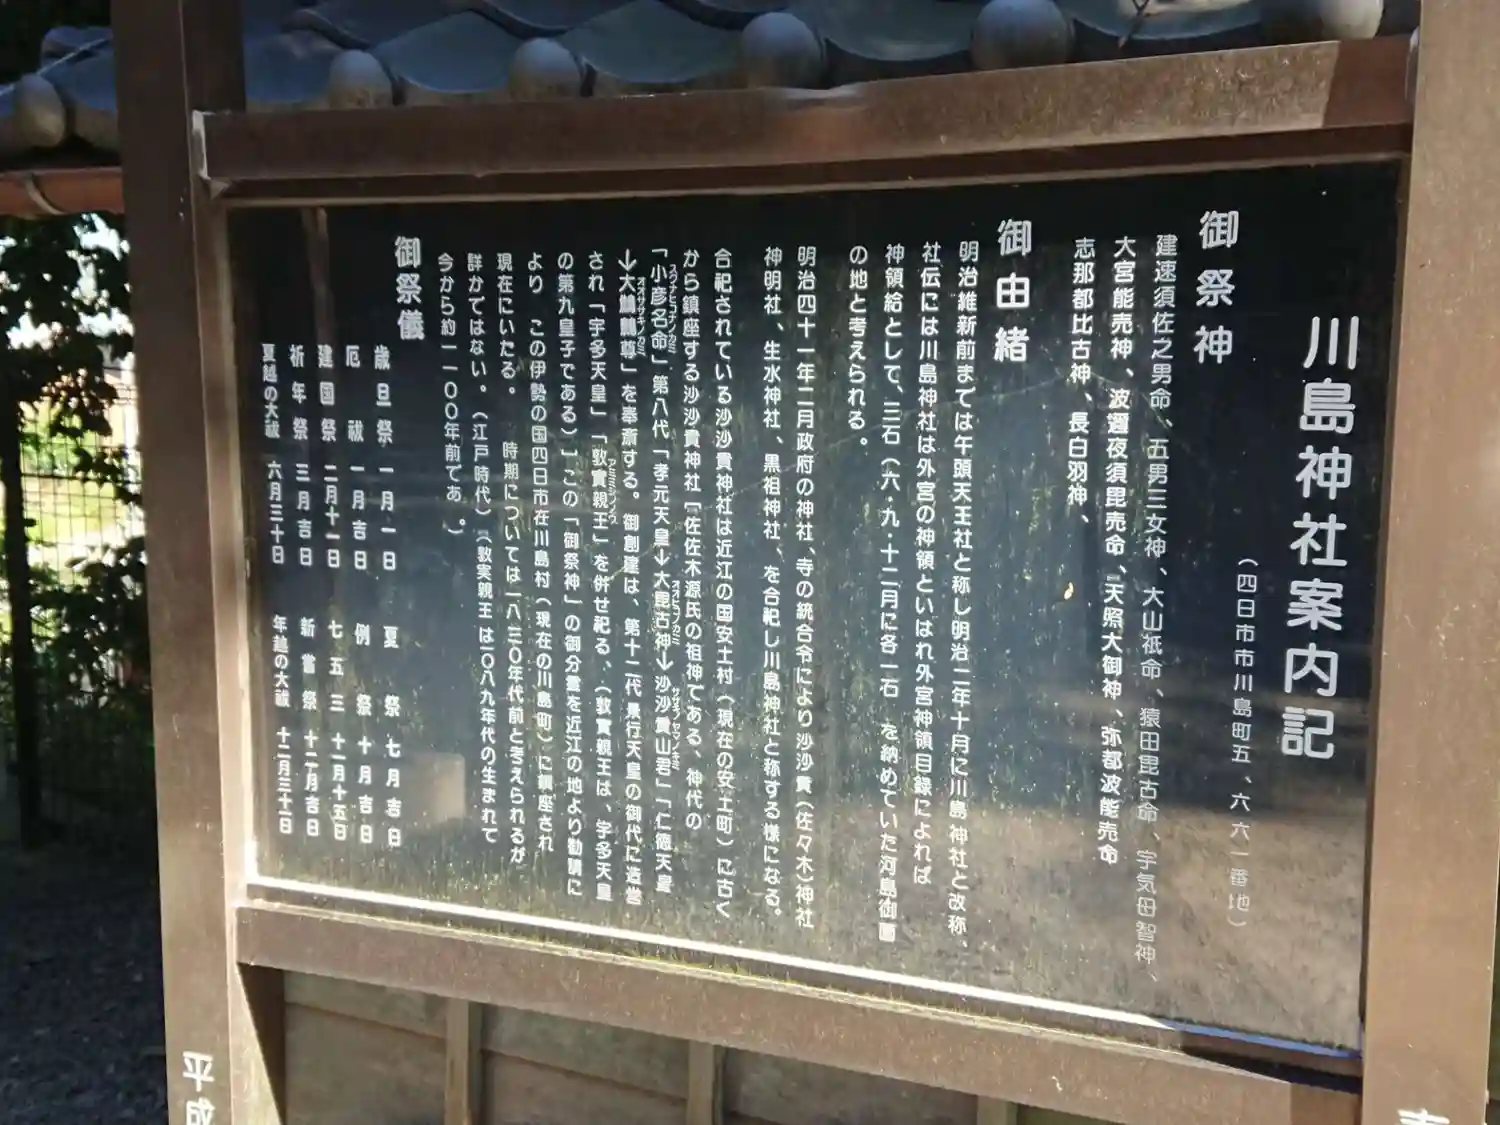 川島神社案内記
(四日市市川島町五、六六一番地)
御祭神
建速須佐之男命、五男三女神、大山祇命、猿田毘古命、宇気母智神、
大宮能売神、波邇夜須毘売命、天照大御神、弥都波能売命
志那都比古神、長白羽神、
御由緒
明治維新前までは午頭天王社と称し明治二年十月に川島神社と改称、
社伝には川島神社は外宮の神領といはれ外宮神領目録によれば
神領給として、三石(六・九・十二月に各一石 を納めていた河島御園
の地と考えられる。
明治四十一年二月政府の神社、寺の統合令により沙沙貴(佐々木)神社
神明社、生水神社、黒祖神社、を合祀し川島神社と称する様になる。
合祀されている沙沙貴神社は近江の国安土村(現在の安土町)に古く
から鎮座する沙沙貴神社「佐佐木源氏の祖神である、神代の
「小彦名命」第八代「孝元天皇→大毘古神→沙沙貴山君」「仁徳天皇
スクナヒコナノカミ
→大鷦鷯尊」を奉斎する。御創建は、第十二代景行天皇の御代に造営
オオササギノカミ
され「宇多天皇」「敦實親王」を併せ祀る、(敦實親王は、宇多天皇
の第九皇子である)」この「御祭神」の御分霊を近江の地より勧請に
より この伊勢の国四日市在川島村(現在の川島町)に鎮座され
現在にいたる。 時期については一八三〇年代前と考えられるが
詳かではない。(江戸時代)(敦実親王は一〇八九年代の生まれて
今から約一一〇〇年前であ 。)
御祭儀
歳旦祭 一月一日 夏祭 七月吉日
厄祓 一月吉日 例祭 十月吉日
建国祭 二月十一日 七五三 十一月十五日
祈年祭 三月吉日 新嘗祭 十二月吉日
夏越の大祓 六月三十日 年越の大祓 十二月三十一日
平成